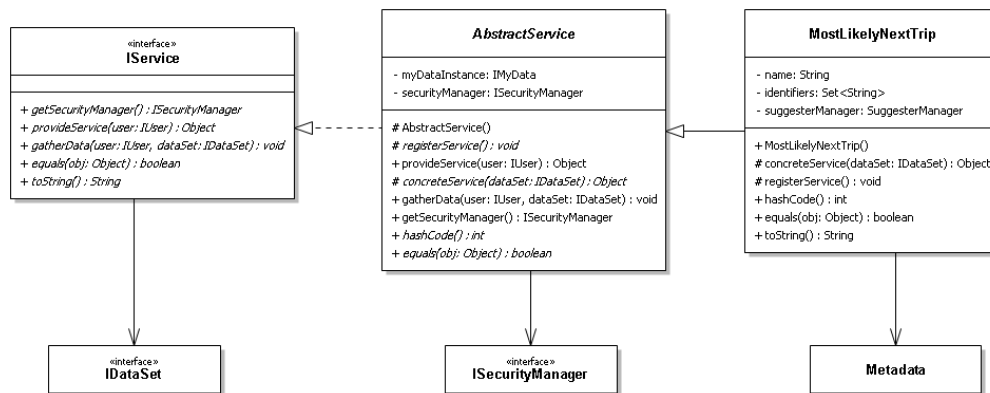 «interface»
IService
+ getSecurityManager() : ISecurityManager
+ provideService(user: IUser) : Object
+ gatherData(user: IUser, dataSet: IDataSet) : void
+ equals(obj: Object) : boolean
+ toString() : String
AbstractService
- myDataInstance: IMyData
- securityManager: ISecurityManager
# AbstractService()
# registerService() : void
+ provideService(user: IUser) : Object
# concreteService(dataSet: IDataSet) : Object
+ gatherData(user: IUser, dataSet: IDataSet) : void
+ getSecurityManager() : ISecurityManager
+ hashCode() : int
+ equals(obj: Object) : boolean
MostLikelyNextTrip
- name: String
- identifiers: Set<String>
- suggesterManager: SuggesterManager
+ MostLikelyNextTrip()
# concreteService(dataSet: IDataSet) : Object
# registerService() : void
+ hashCode() : int
+ equals(obj: Object) : boolean
+ toString() : String
«interface»
IDataSet
«interface»
ISecurityManager
Metadata